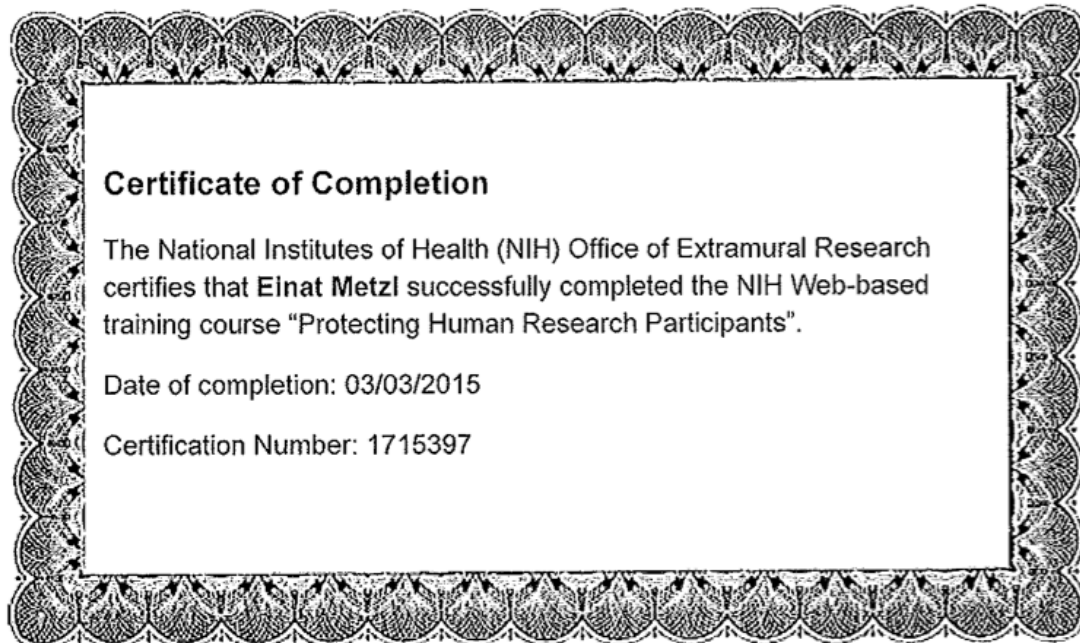 Certificate of Completion
The National Institutes of Health (NIH) Office of Extramural Research
certifies that Einat Metzl successfully completed the NIH Web-based
training course “Protecting Human Research Participants”.
Date of completion: 03/03/2015
Certification Number: 1715397